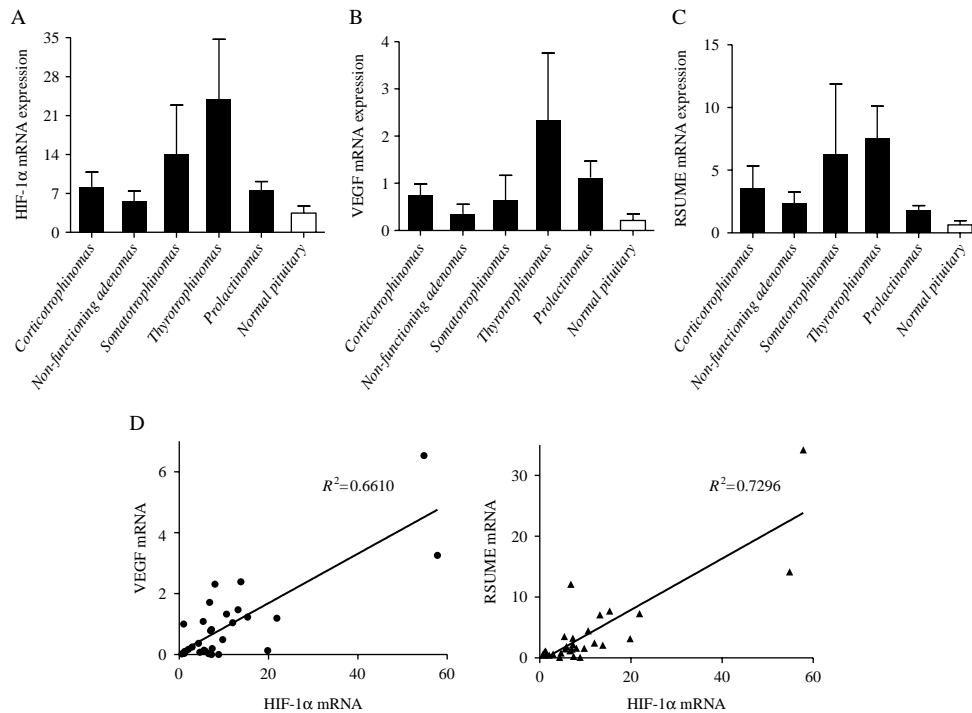 A
HIF-1α mRNA expression
35
28
21
14
7
0
Corticotrophinomas
Non-functioning adenomas
Somatotrophinomas
Thyrotrophinomas
Prolactinomas
Normal pituitary
B
VEGF mRNA expression
4
3
2
1
0
Corticotrophinomas
Non-functioning adenomas
Somatotrophinomas
Thyrotrophinomas
Prolactinomas
Normal pituitary
C
RSUME mRNA expression
15
10
5
0
Corticotrophinomas
Non-functioning adenomas
Somatotrophinomas
Thyrotrophinomas
Prolactinomas
Normal pituitary
D
VEGF mRNA
6
4
2
0
R²=0.6610
0 20 40 60
HIF-1α mRNA
RSUME mRNA
30
20
10
0
R²=0.7296
0 20 40 60
HIF-1α mRNA